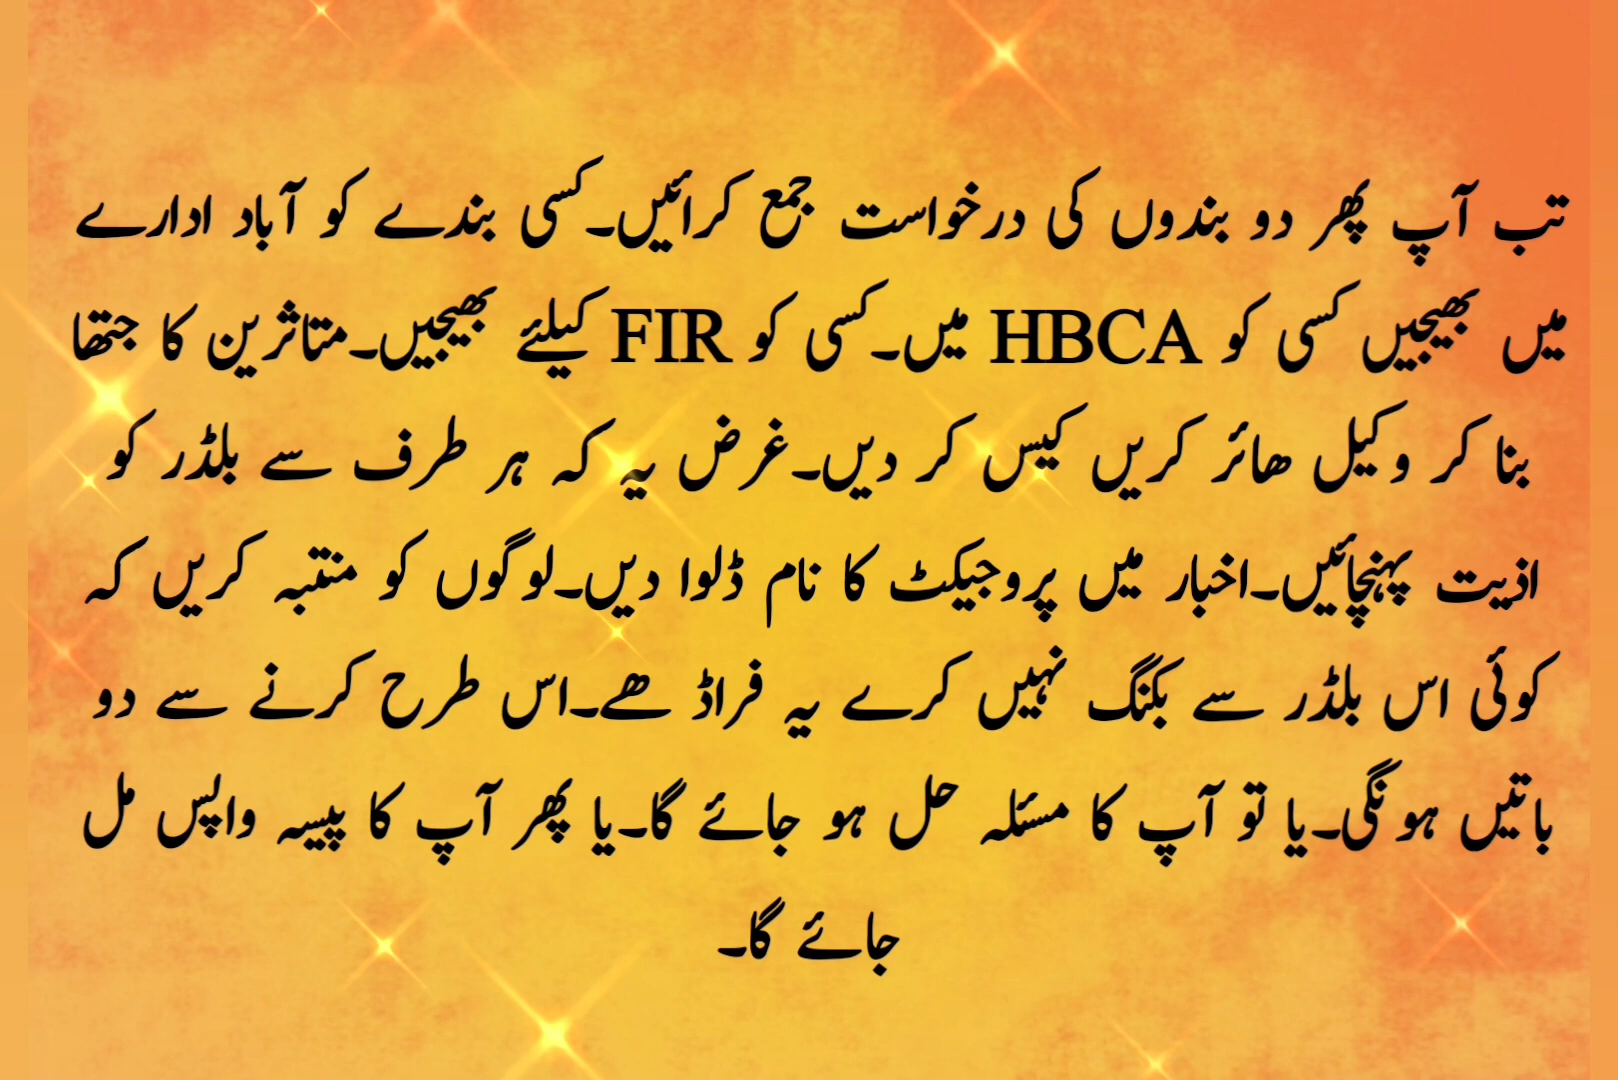 تب آپ پھر دو بندوں کی درخواست جمع کرائیں۔کسی بندے کو آباد ادارے
میں بھیجیں کسی کو HBCA میں۔کسی کو FIR کیلئے بھیجیں۔متاثرین کا جتھا
بنا کر وکیل ھائر کریں کیس کر دیں۔غرض یہ کہ ہر طرف سے بلڈر کو
اذیت پہنچائیں۔اخبار میں پروجیکٹ کا نام ڈلوا دیں۔لوگوں کو متنبہ کریں کہ
کوئی اس بلڈر سے بکنگ نہیں کرے یہ فراڈ ھے۔اس طرح کرنے سے دو
باتیں ہونگی۔یا تو آپ کا مسئلہ حل ہو جائے گا۔یا پھر آپ کا پیسہ واپس مل
جائے گا۔